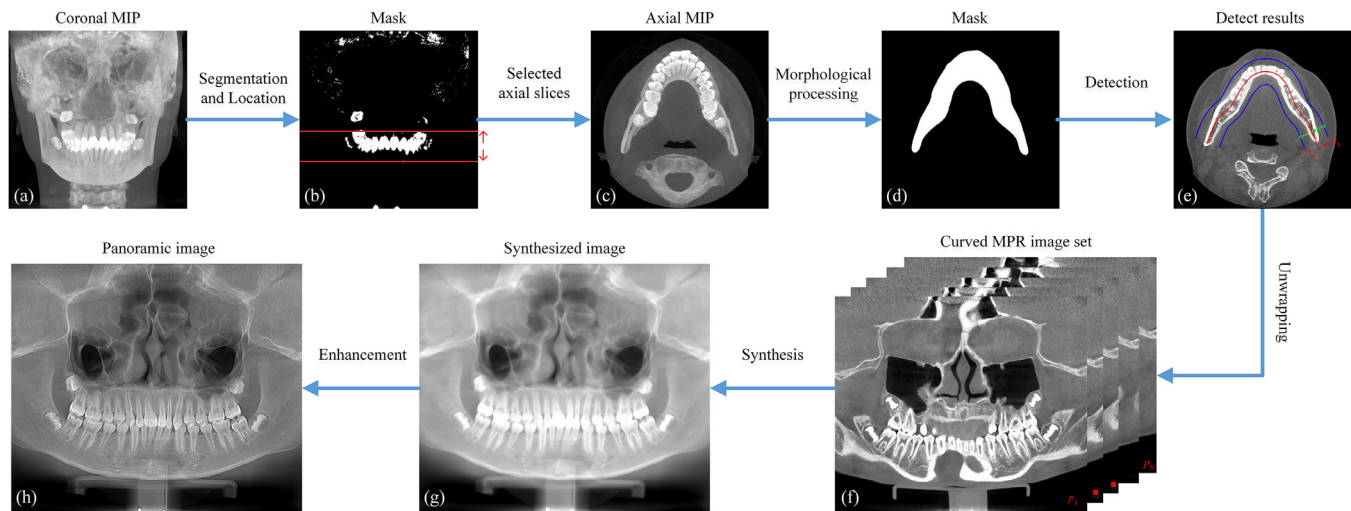 Coronal MIP
Mask
Axial MIP
Mask
Detect results
Segmentation
and Location
Selected
axial slices
Morphological
processing
Detection
(a)
(b)
(c)
(d)
(e)
Unwrapping
Panoramic image
Synthesized image
Curved MPR image set
Enhancement
Synthesis
(h)
(g)
(f)
P₁